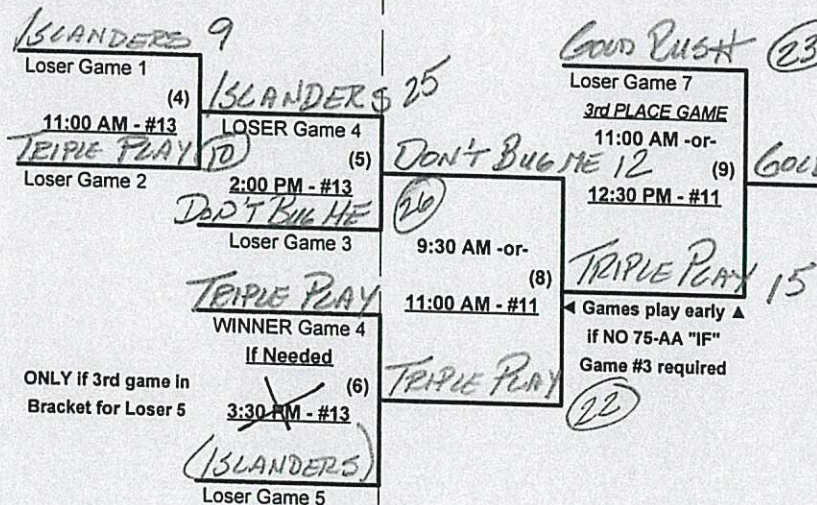 ISLANDERS 9
Loser Game 1
(4)
11:00 AM - #13
TRIPLE PLAY 10
Loser Game 2
ISLANDERS 25
LOSER Game 4
(5)
2:00 PM - #13
DON'T BUG ME 26
Loser Game 3
TRIPLE PLAY
WINNER Game 4
If Needed
(6)
3:30 PM - #13
ONLY if 3rd game in
Bracket for Loser 5
(ISLANDERS)
Loser Game 5
DON'T BUG ME 12
9:30 AM -or-
(8)
11:00 AM - #11
TRIPLE PLAY
22
GOLD RUSH 23
Loser Game 7
3rd PLACE GAME
11:00 AM -or-
(9)
12:30 PM - #11
TRIPLE PLAY 15
◄ Games play early ▲
if NO 75-AA "IF"
Game #3 required
GOLD